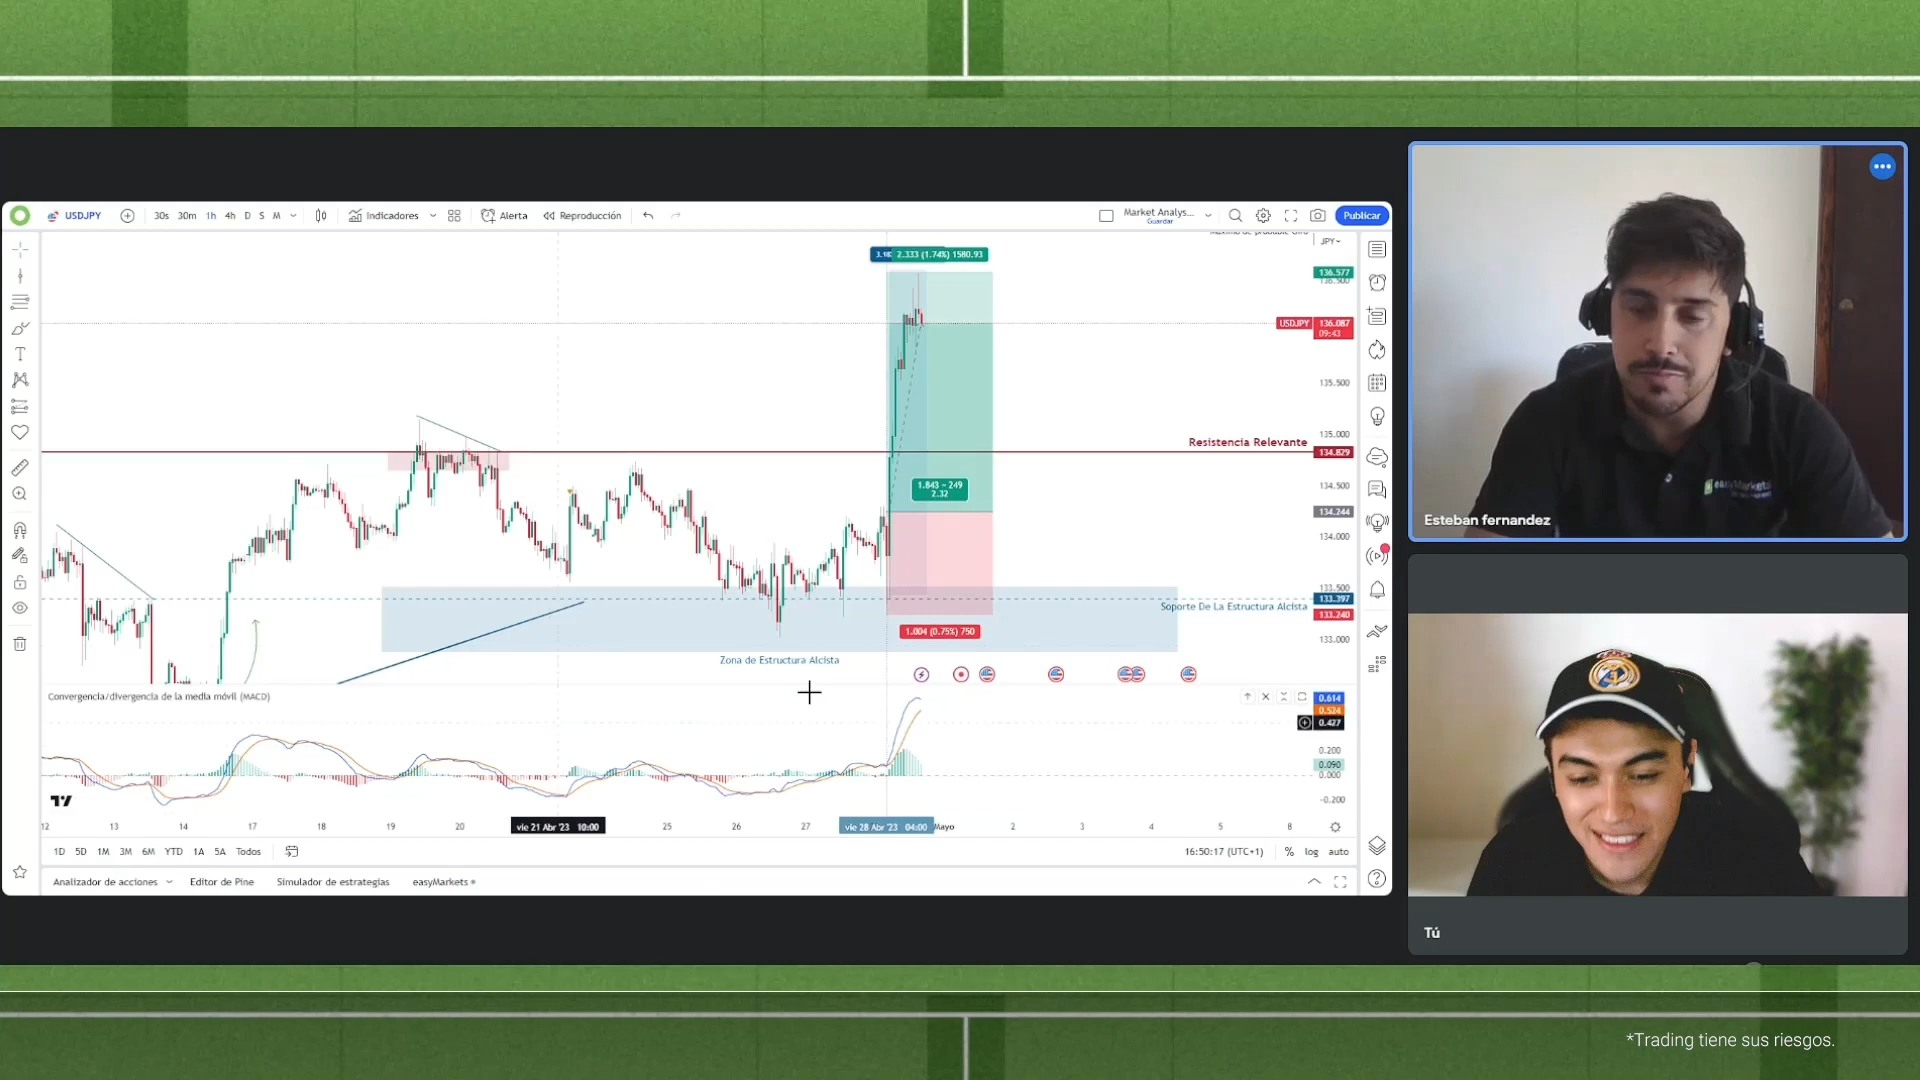 USDJPY
30s 30m 1h 4h D S M
Indicadores
Alerta
Reproducción
Market Analys...
Guardar
Publicar
JPY
3.18
2.333 (1.74%) 1580.93
136.577
USDJPY 136.087
09:43
135.500
135.000
Resistencia Relevante
134.829
134.500
1.843 ~ 249
2.32
134.244
134.000
133.500
133.397
Soporte De La Estructura Alcista
133.240
1.004 (0.75%) 750
133.000
Zona de Estructura Alcista
Convergencia/divergencia de la media móvil (MACD)
0.614
0.524
0.427
0.200
0.090
0.000
-0.200
12 13 14 17 18 19 20 vie 21 Abr '23 10:00 25 26 27 vie 28 Abr '23 04:00 Mayo 2 3 4 5 8
1D 5D 1M 3M 6M YTD 1A 5A Todos
16:50:17 (UTC+1) % log auto
Analizador de acciones
Editor de Pine
Simulador de estrategias
easyMarkets
easyMarkets
Esteban fernandez
Tú
*Trading tiene sus riesgos.